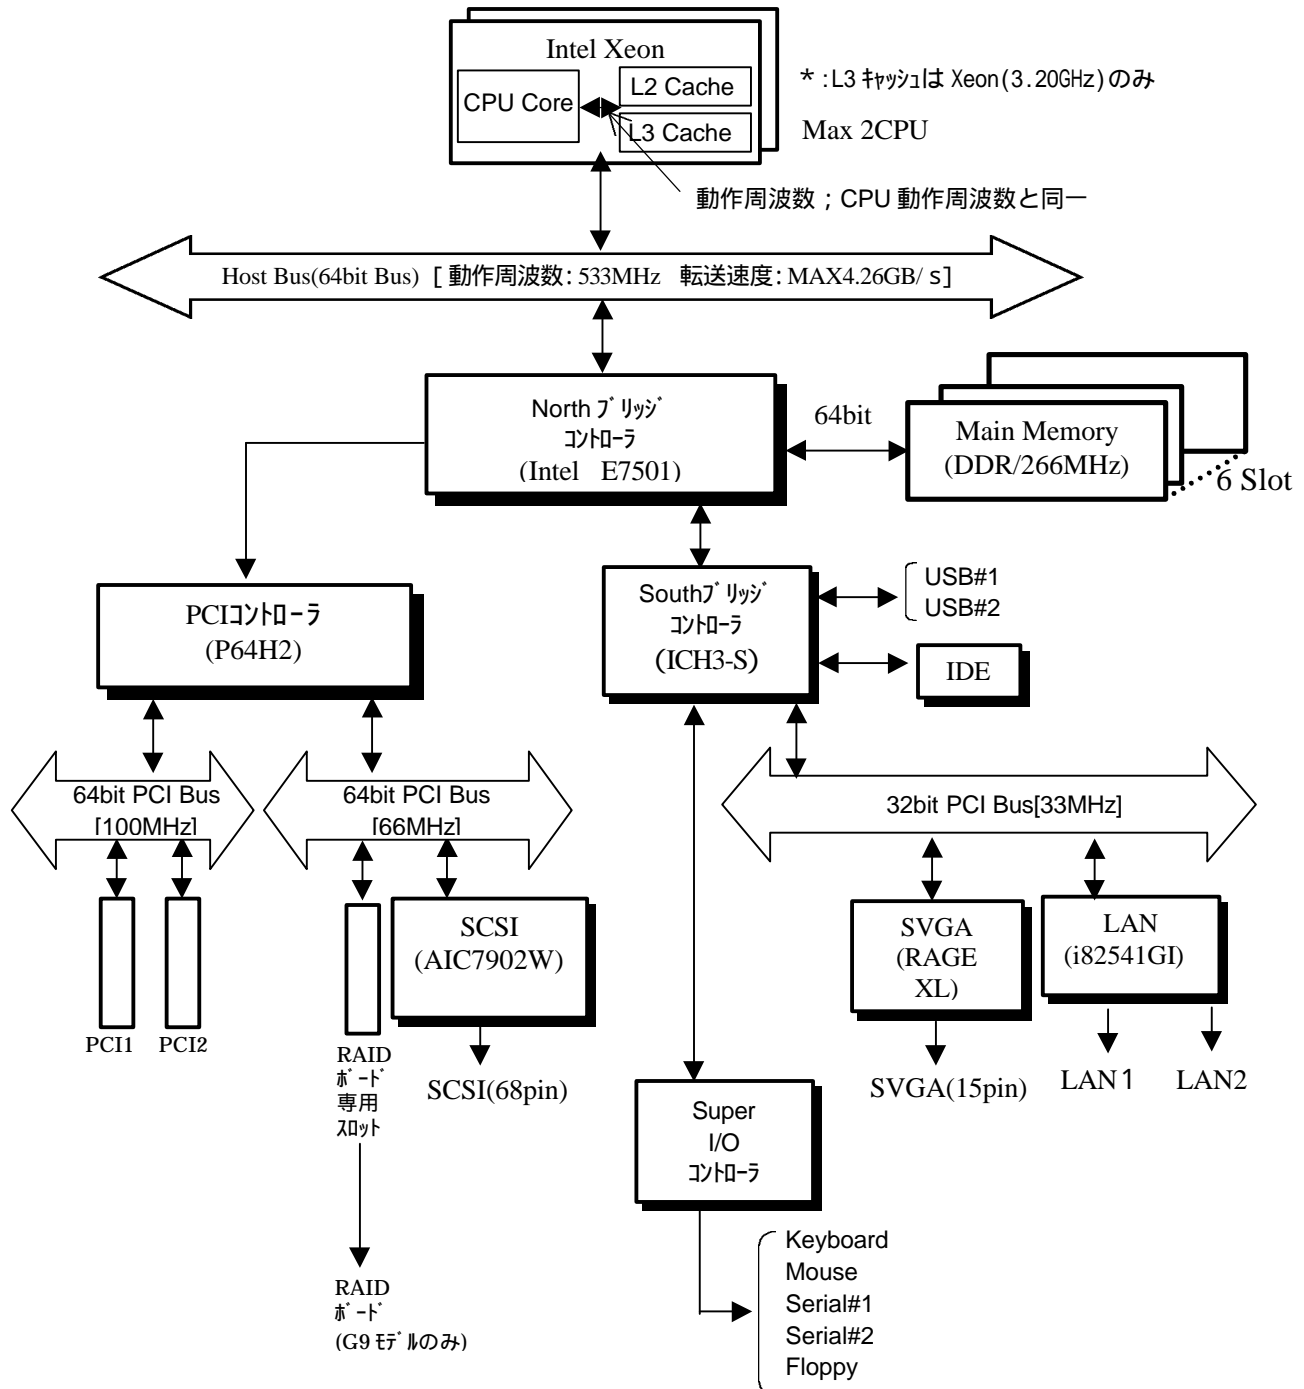 Intel Xeon
CPU Core
L2 Cache
L3 Cache
* :L3 ｷｬｯｼｭは Xeon(3.20GHz)のみ
Max 2CPU
動作周波数 ; CPU 動作周波数と同一
Host Bus(64bit Bus) [ 動作周波数: 533MHz 転送速度: MAX4.26GB/ s]
North ﾌﾞﾘｯｼﾞ
ｺﾝﾄﾛｰﾗ
(Intel E7501)
64bit
Main Memory
(DDR/266MHz)
6 Slot
PCIｺﾝﾄﾛｰﾗ
(P64H2)
Southﾌﾞﾘｯｼﾞ
ｺﾝﾄﾛｰﾗ
(ICH3-S)
USB#1
USB#2
IDE
64bit PCI Bus
[100MHz]
64bit PCI Bus
[66MHz]
32bit PCI Bus[33MHz]
PCI1
PCI2
RAID
ﾎﾞｰﾄﾞ
専用
ｽﾛｯﾄ
SCSI
(AIC7902W)
SCSI(68pin)
SVGA
(RAGE
XL)
SVGA(15pin)
LAN
(i82541GI)
LAN1
LAN2
Super
I/O
ｺﾝﾄﾛｰﾗ
RAID
ﾎﾞｰﾄﾞ
(G9 ﾓﾃﾞﾙのみ)
Keyboard
Mouse
Serial#1
Serial#2
Floppy